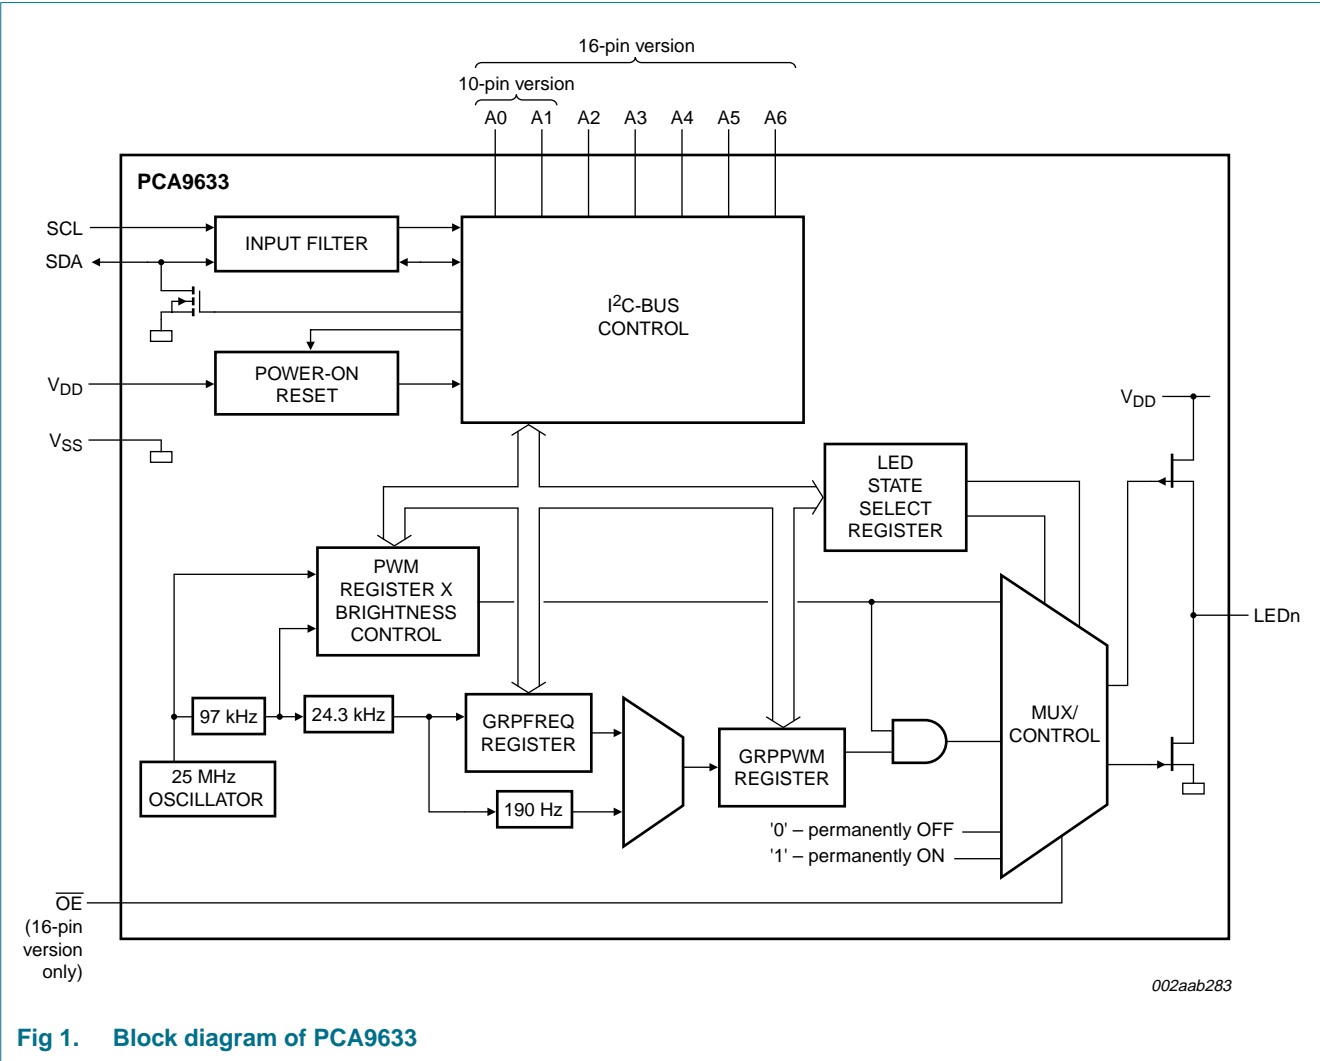 16-pin version
10-pin version
A0 A1 A2 A3 A4 A5 A6
PCA9633
SCL
SDA
INPUT FILTER
I2C-BUS
CONTROL
POWER-ON
RESET
VDD
VSS
VDD
LED
STATE
SELECT
REGISTER
PWM
REGISTER X
BRIGHTNESS
CONTROL
LEDn
97 kHz
24.3 kHz
GRPFREQ
REGISTER
MUX/
CONTROL
GRPPWM
REGISTER
25 MHz
OSCILLATOR
190 Hz
'0' – permanently OFF
'1' – permanently ON
OE
(16-pin
version
only)
002aab283
Fig 1. Block diagram of PCA9633